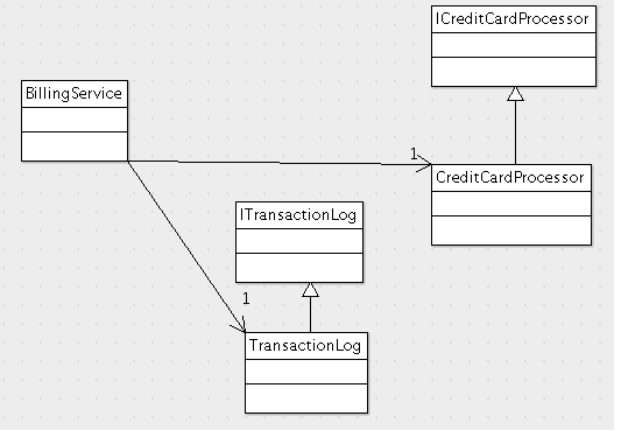 ICreditCardProcessor
BillingService
1
CreditCardProcessor
ITransactionLog
1
TransactionLog